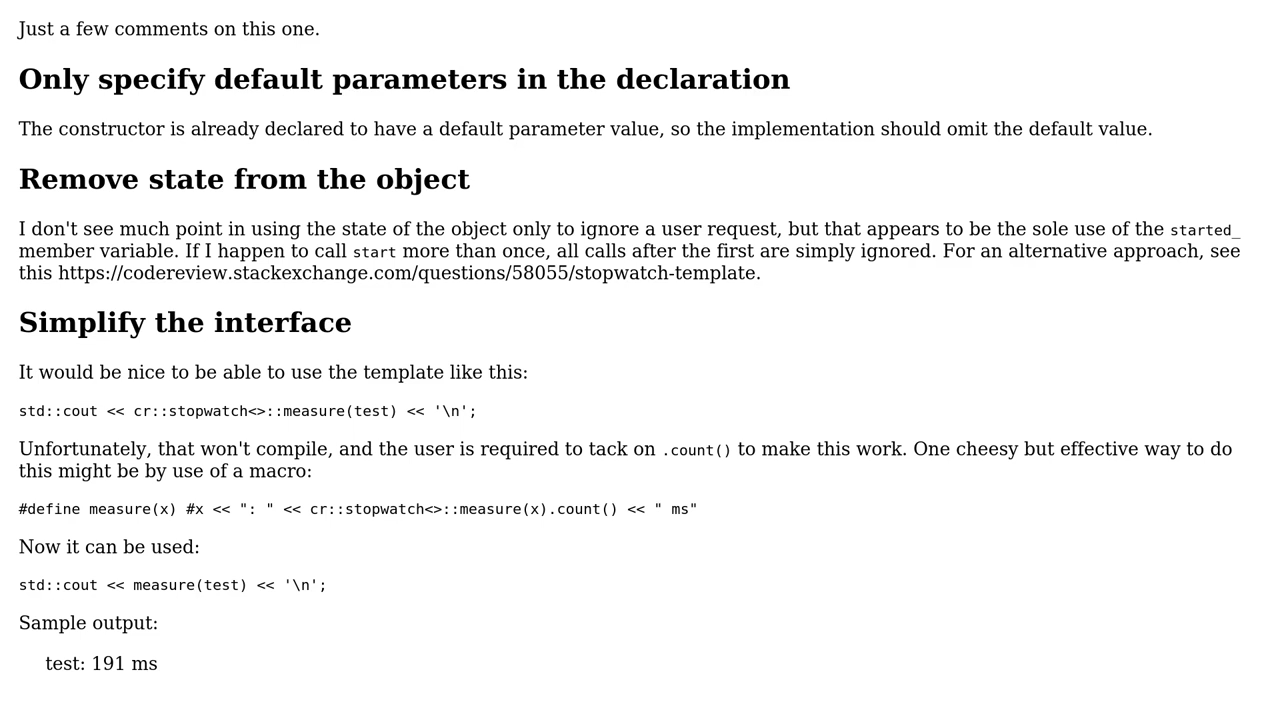 Just a few comments on this one.
Only specify default parameters in the declaration
The constructor is already declared to have a default parameter value, so the implementation should omit the default value.
Remove state from the object
I don't see much point in using the state of the object only to ignore a user request, but that appears to be the sole use of the started_
member variable. If I happen to call start more than once, all calls after the first are simply ignored. For an alternative approach, see
this https://codereview.stackexchange.com/questions/58055/stopwatch-template.
Simplify the interface
It would be nice to be able to use the template like this:
std::cout << cr::stopwatch<>::measure(test) << '\n';
Unfortunately, that won't compile, and the user is required to tack on .count() to make this work. One cheesy but effective way to do
this might be by use of a macro:
#define measure(x) #x << ": " << cr::stopwatch<>::measure(x).count() << " ms"
Now it can be used:
std::cout << measure(test) << '\n';
Sample output:
test: 191 ms